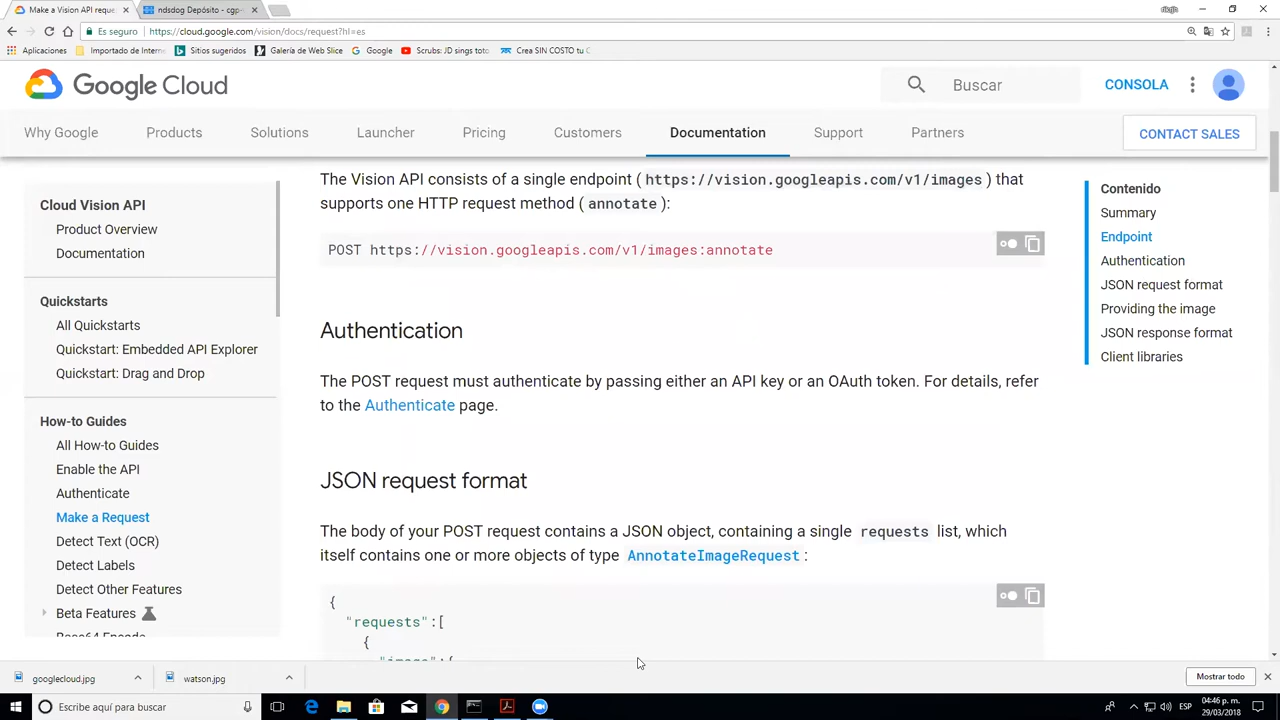 Make a Vision API reque:
ndsdog Depósito - cgp-
Es seguro
https://cloud.google.com/vision/docs/request?hl=es
Aplicaciones
Importado de Intern
Sitios sugeridos
Galería de Web Slice
Google
Scrubs: JD sings toto
Crea SIN COSTO tu C
Google Cloud
Buscar
CONSOLA
Why Google
Products
Solutions
Launcher
Pricing
Customers
Documentation
Support
Partners
CONTACT SALES
Cloud Vision API
Product Overview
Documentation
Quickstarts
All Quickstarts
Quickstart: Embedded API Explorer
Quickstart: Drag and Drop
How-to Guides
All How-to Guides
Enable the API
Authenticate
Make a Request
Detect Text (OCR)
Detect Labels
Detect Other Features
Beta Features
Base64 Encode
The Vision API consists of a single endpoint ( https://vision.googleapis.com/v1/images ) that
supports one HTTP request method ( annotate ):
POST https://vision.googleapis.com/v1/images:annotate
Authentication
The POST request must authenticate by passing either an API key or an OAuth token. For details, refer
to the Authenticate page.
JSON request format
The body of your POST request contains a JSON object, containing a single requests list, which
itself contains one or more objects of type AnnotateImageRequest :
{
"requests":[
{
"image":{
Contenido
Summary
Endpoint
Authentication
JSON request format
Providing the image
JSON response format
Client libraries
googlecloud.jpg
watson.jpg
Mostrar todo
Escribe aquí para buscar
ESP
04:46 p. m.
29/03/2018